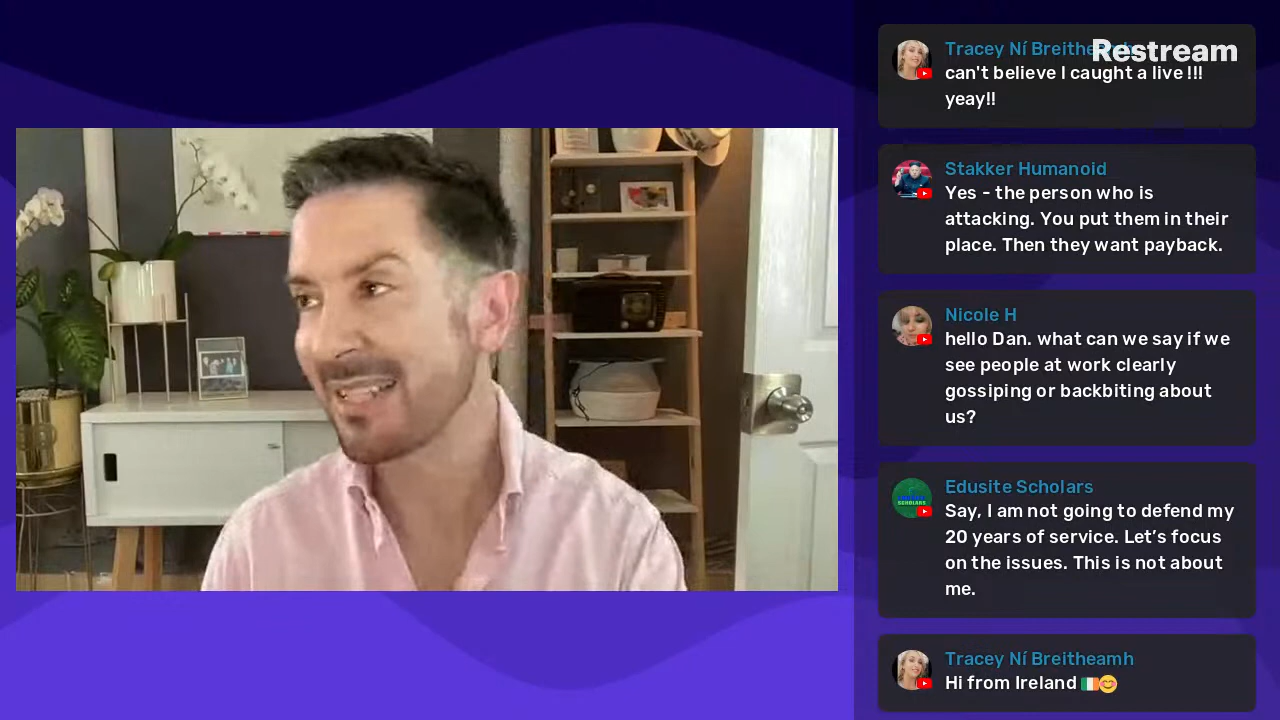 Restream
Tracey Ní Breitheamh
can't believe I caught a live !!!
yeay!!
Stakker Humanoid
Yes - the person who is
attacking. You put them in their
place. Then they want payback.
Nicole H
hello Dan. what can we say if we
see people at work clearly
gossiping or backbiting about
us?
Edusite Scholars
Say, I am not going to defend my
20 years of service. Let’s focus
on the issues. This is not about
me.
Tracey Ní Breitheamh
Hi from Ireland 🇮🇪😊